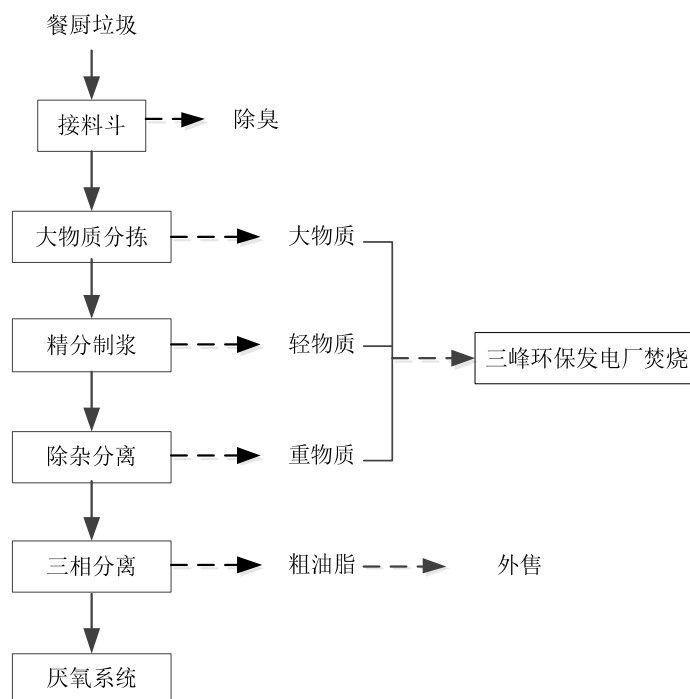 餐厨垃圾
接料斗
除臭
大物质分拣
大物质
精分制浆
轻物质
三峰环保发电厂焚烧
除杂分离
重物质
三相分离
粗油脂
外售
厌氧系统